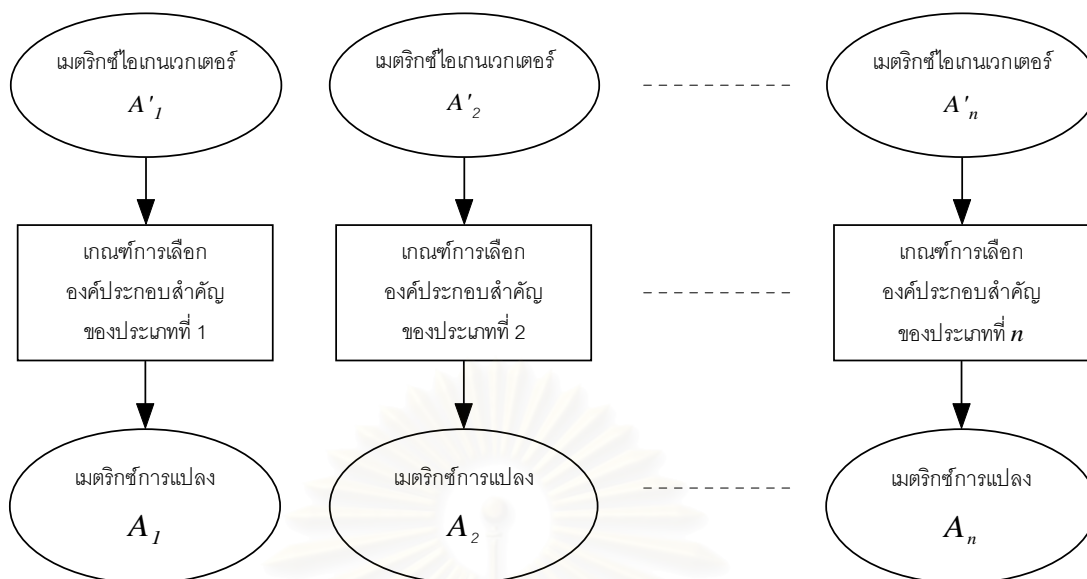 เมตริกซ์ไอเกนเวกเตอร์
A'1
เมตริกซ์ไอเกนเวกเตอร์
A'2
เมตริกซ์ไอเกนเวกเตอร์
A'n
เกณฑ์การเลือก
องค์ประกอบสำคัญ
ของประเภทที่ 1
เกณฑ์การเลือก
องค์ประกอบสำคัญ
ของประเภทที่ 2
เกณฑ์การเลือก
องค์ประกอบสำคัญ
ของประเภทที่ n
เมตริกซ์การแปลง
A1
เมตริกซ์การแปลง
A2
เมตริกซ์การแปลง
An